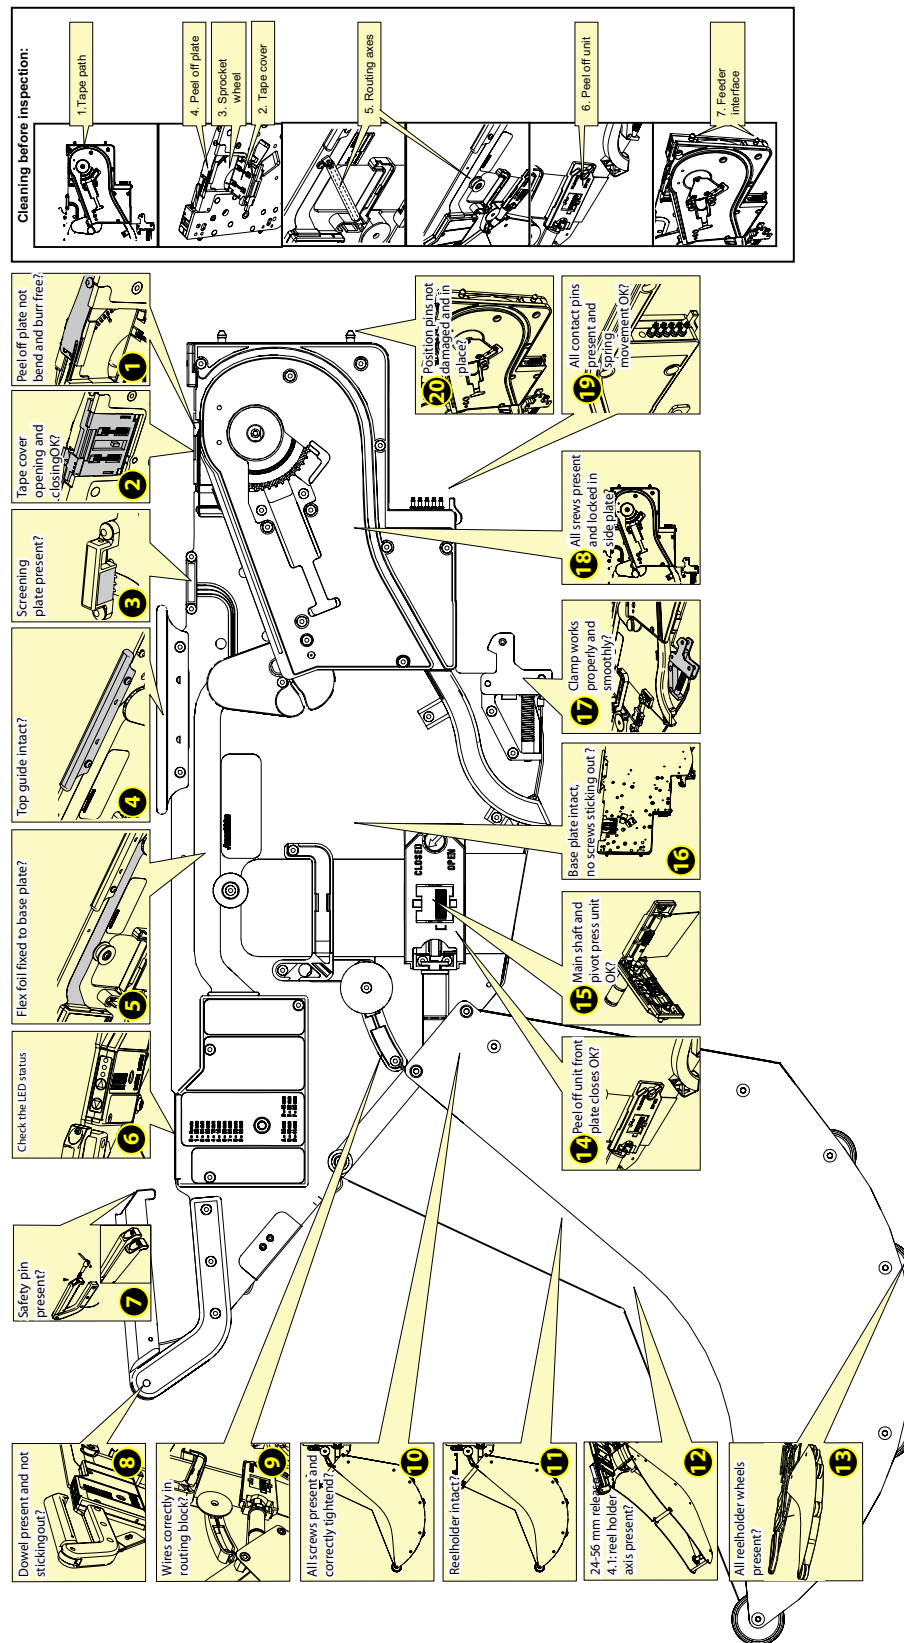 Cleaning before inspection:
1.Tape path
4. Peel off plate
3. Sprocket
wheel
2. Tape cover
5. Routing axes
6. Peel off unit
7. Feeder
interface
Peel off plate not
bend and burr free?
1
Tape cover
opening and
closingOK?
2
Screening
plate present?
3
Top guide intact?
4
Flex foil fixed to base plate?
5
Check the LED status
6
Safety pin
present?
7
Dowel present and not
stickingout?
8
Wires correctly in
routing block?
9
All screws present and
correctly tightend?
10
Reelholder intact?
11
24-56 mm release
4.1: reel holder
axis present?
12
All reelholder wheels
present?
13
Peel off unit front
plate closes OK?
14
Main shaft and
pivot press unit
OK?
15
Base plate intact,
no screws sticking out ?
16
Clamp works
properly and
smoothly?
17
All srews present
and locked in
side plate?
18
All contact pins
present and
spring
movement OK?
19
Position pins not
damaged and in
place?
20
CLOSED
OPEN